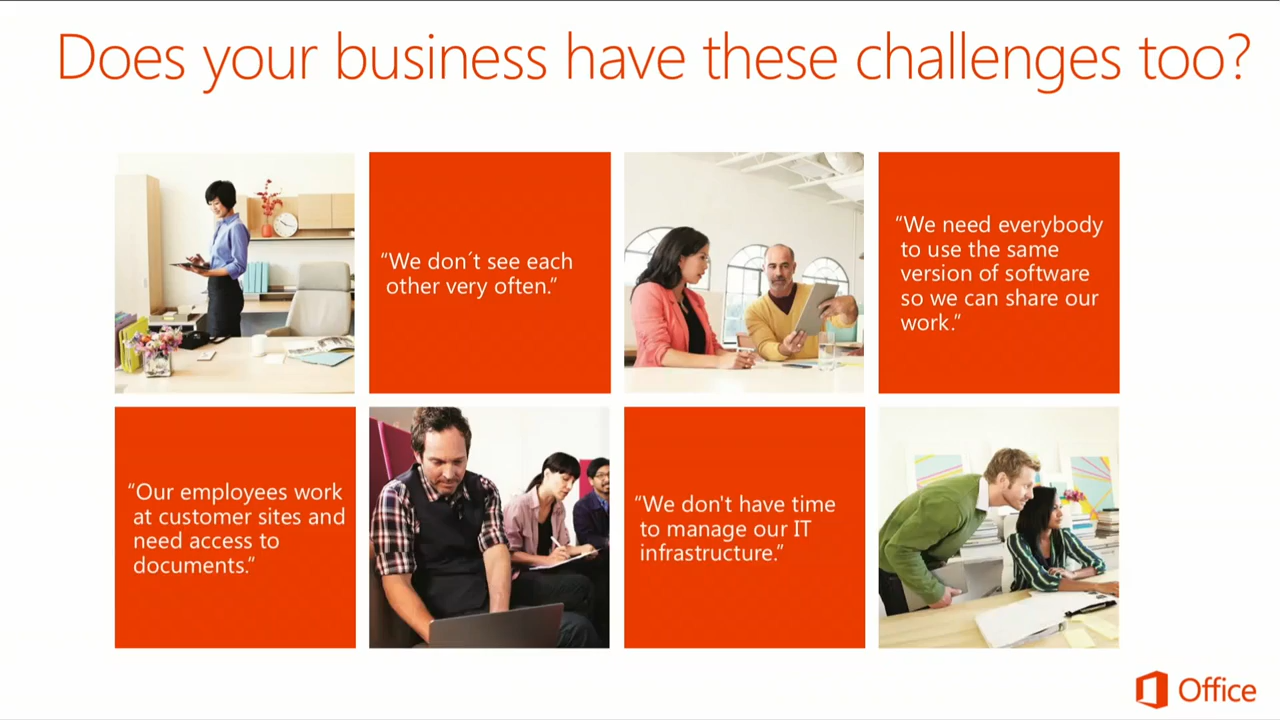 Does your business have these challenges too?
“We don´t see each
other very often.”
“We need everybody
to use the same
version of software
so we can share our
work.”
“Our employees work
at customer sites and
need access to
documents.”
“We don't have time
to manage our IT
infrastructure.”
Office